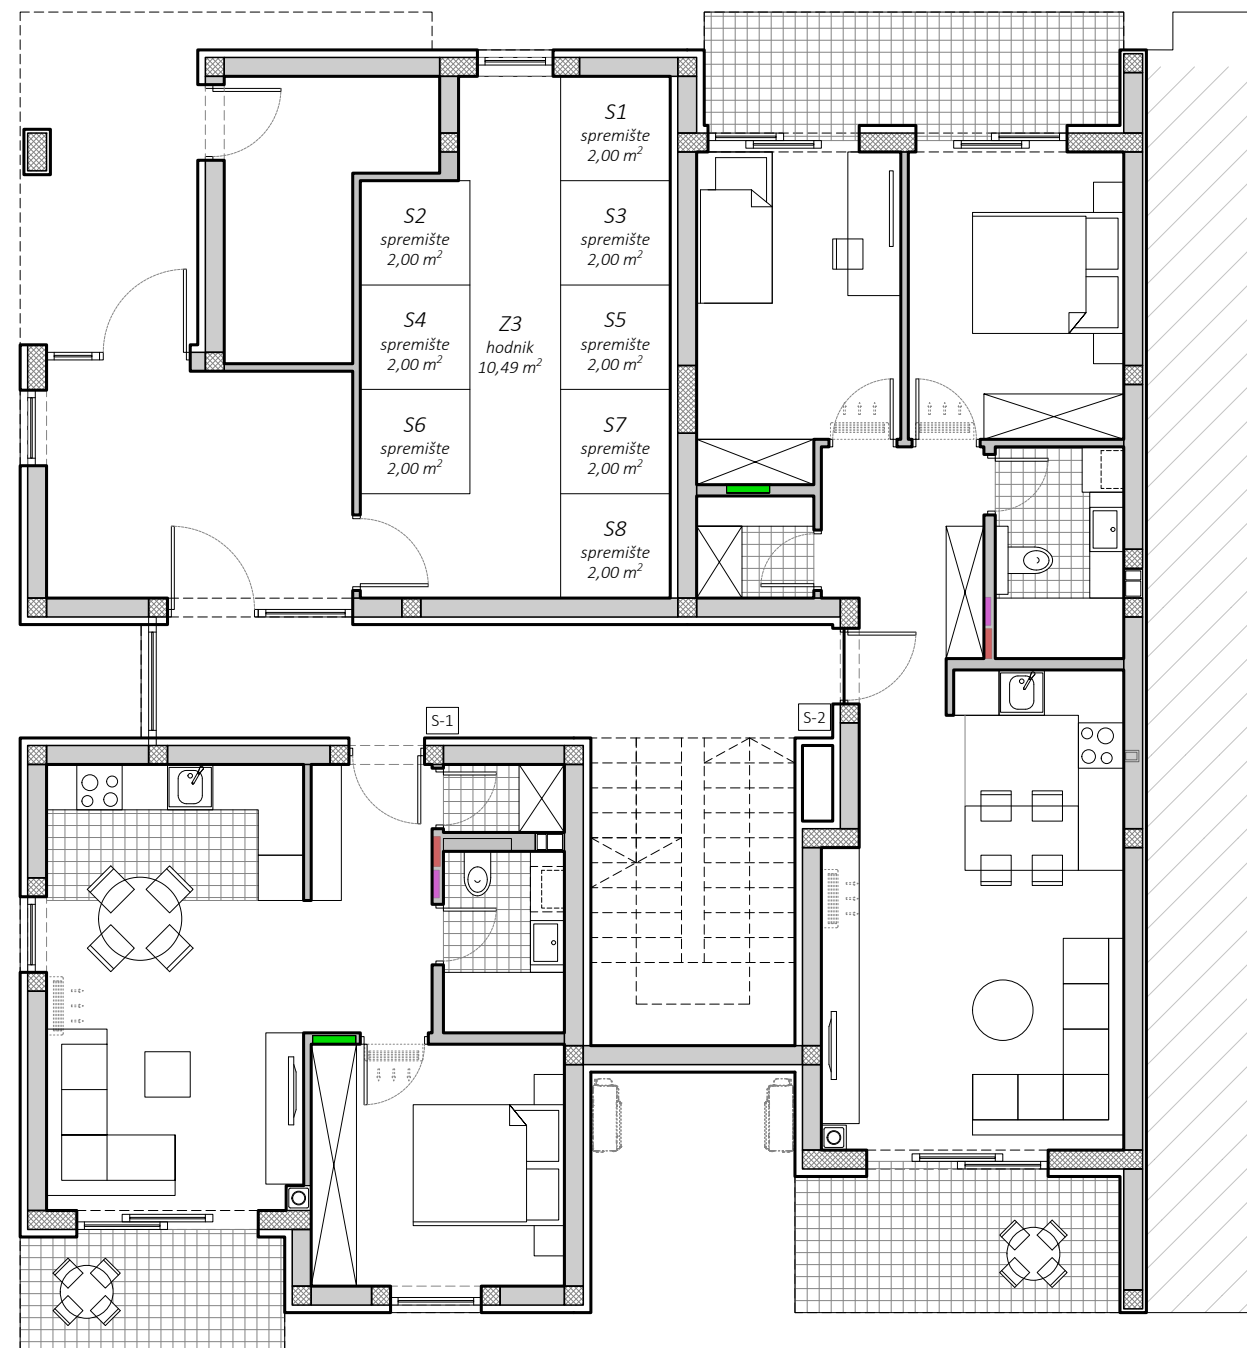 S1
spremište
2,00 m²
S2
spremište
2,00 m²
S3
spremište
2,00 m²
S4
spremište
2,00 m²
Z3
hodnik
10,49 m²
S5
spremište
2,00 m²
S6
spremište
2,00 m²
S7
spremište
2,00 m²
S8
spremište
2,00 m²
S-1
S-2